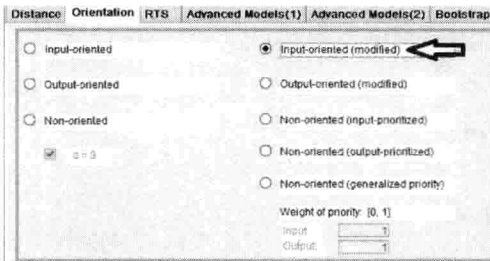 Distance Orientation RTS Advanced Models(1) Advanced Models(2) Bootstrap
Input-oriented
Input-oriented (modified)
Output-oriented
Output-oriented (modified)
Non-oriented
Non-oriented (input-prioritized)
Non-oriented (output-prioritized)
Non-oriented (generalized priority)
Weight of priority: [0, 1]
Input: 1
Output: 1